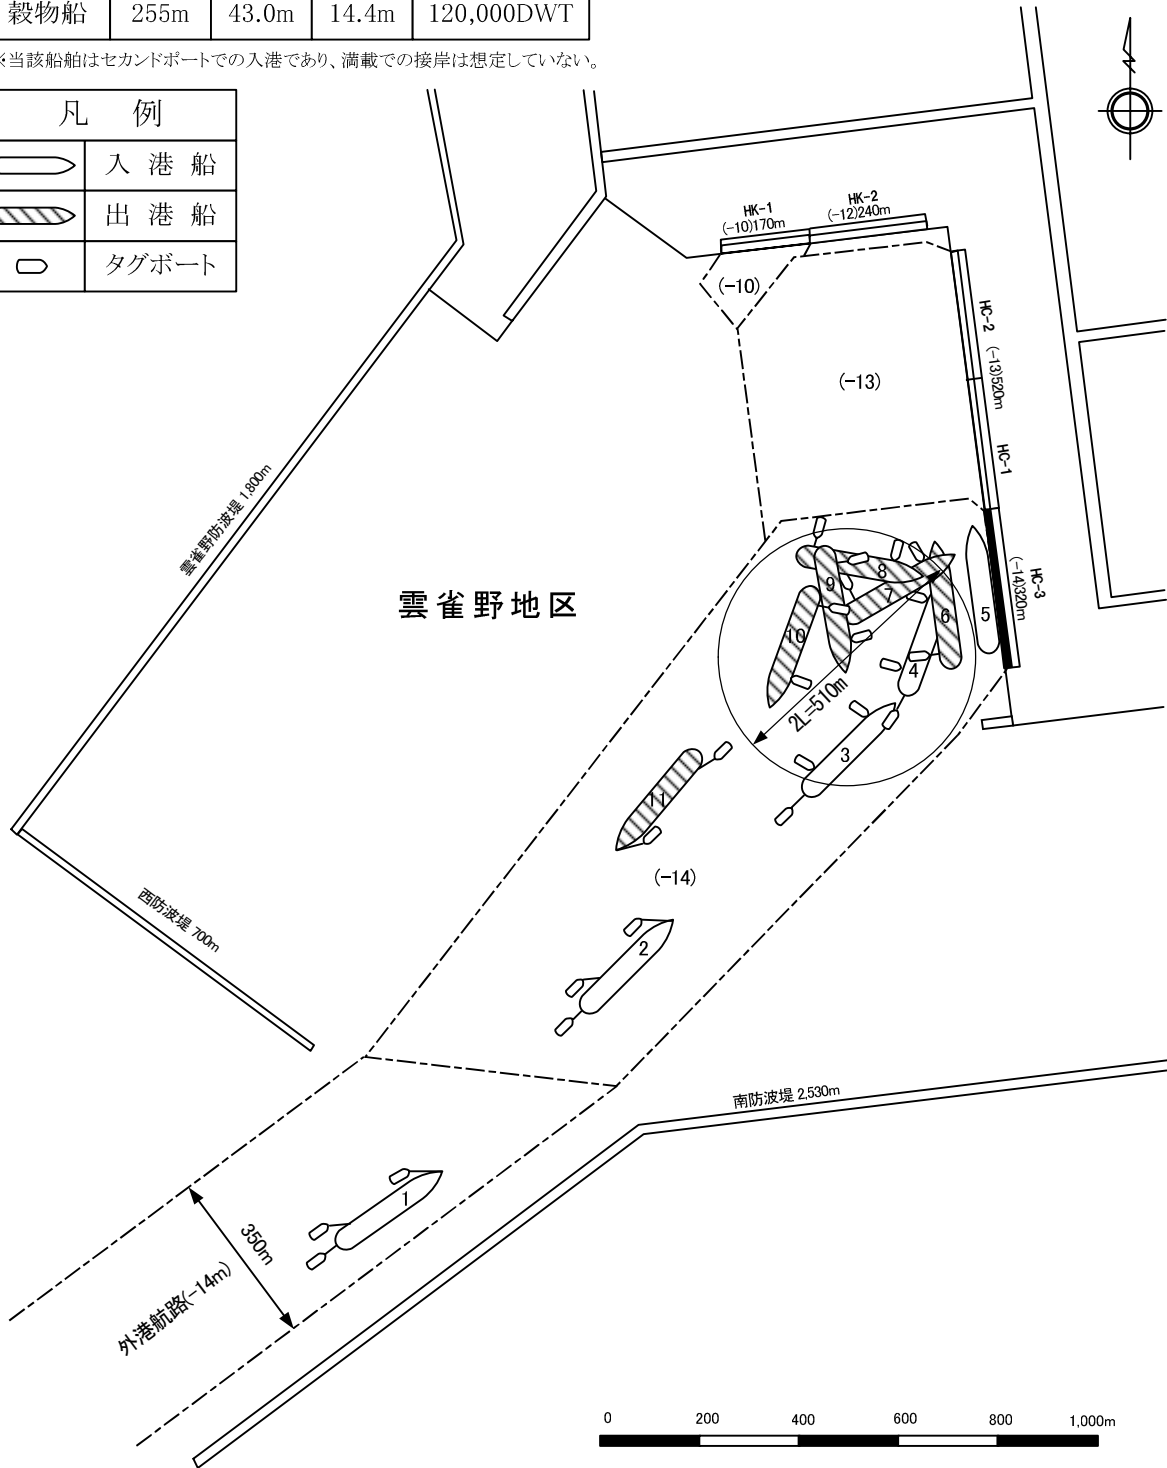 穀物船 255m 43.0m 14.4m 120,000DWT
※当該船舶はセカンドポートでの入港であり、満載での接岸は想定していない。
凡 例
入 港 船
出 港 船
タグボート
HK-1
(-10)170m
HK-2
(-12)240m
(-10)
(-13)
HC-2
(-13)520m
HC-1
HC-3
(-14)320m
雲雀野防波堤 1,800m
雲雀野地区
8
9
7
6
5
10
4
2L=510m
3
11
(-14)
2
西防波堤 700m
南防波堤 2,530m
1
350m
外港航路(-14m)
0 200 400 600 800 1,000m